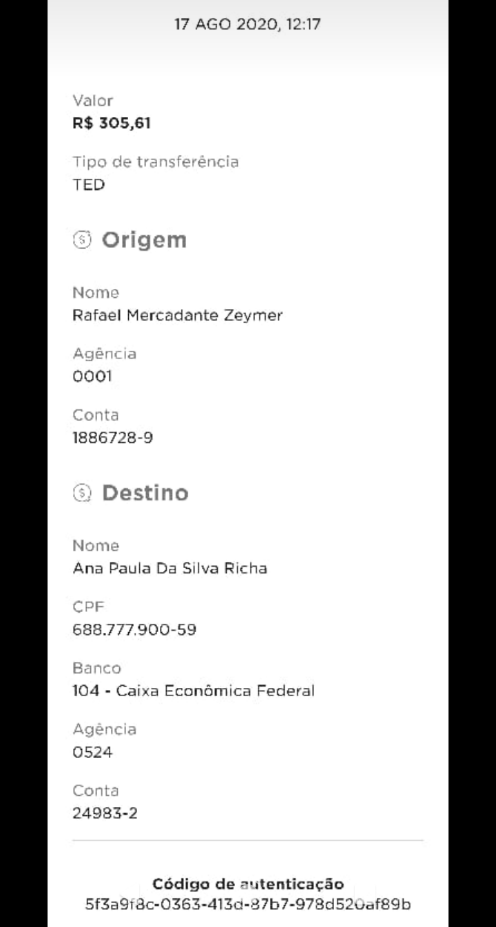 17 AGO 2020, 12:17
Valor
R$ 305,61
Tipo de transferência
TED
Origem
Nome
Rafael Mercadante Zeymer
Agência
0001
Conta
1886728-9
Destino
Nome
Ana Paula Da Silva Richa
CPF
688.777.900-59
Banco
104 - Caixa Econômica Federal
Agência
0524
Conta
24983-2
Código de autenticação
5f3a9f8c-0363-413d-87b7-978d520af89b